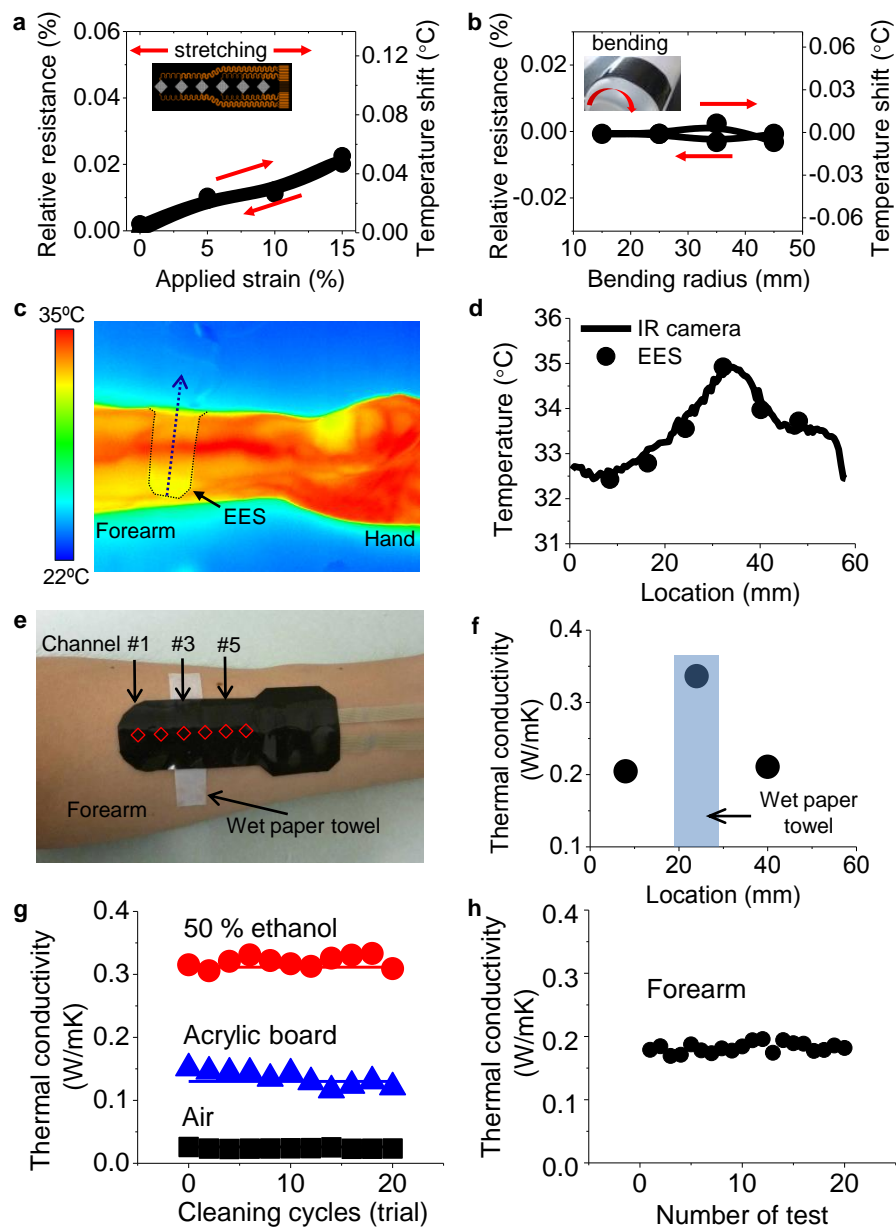 a
stretching
Relative resistance (%)
0.06
0.04
0.02
0.00
0.12
0.08
0.04
0.00
Temperature shift (°C)
0 5 10 15
Applied strain (%)
b
bending
Relative resistance (%)
0.02
0.00
-0.02
0.06
0.03
0.00
-0.03
-0.06
Temperature shift (°C)
10 20 30 40 50
Bending radius (mm)
c
35ºC
22ºC
Forearm
EES
Hand
d
IR camera
EES
Temperature (°C)
36
35
34
33
32
31
0 20 40 60
Location (mm)
e
Channel #1 #3 #5
Forearm
Wet paper towel
f
Thermal conductivity
(W/mK)
0.4
0.3
0.2
0.1
Wet paper
towel
0 20 40 60
Location (mm)
g
Thermal conductivity
(W/mK)
0.4
0.3
0.2
0.1
0.0
50 % ethanol
Acrylic board
Air
0 10 20
Cleaning cycles (trial)
h
Thermal conductivity
(W/mK)
0.4
0.3
0.2
0.1
0.0
Forearm
0 10 20
Number of test